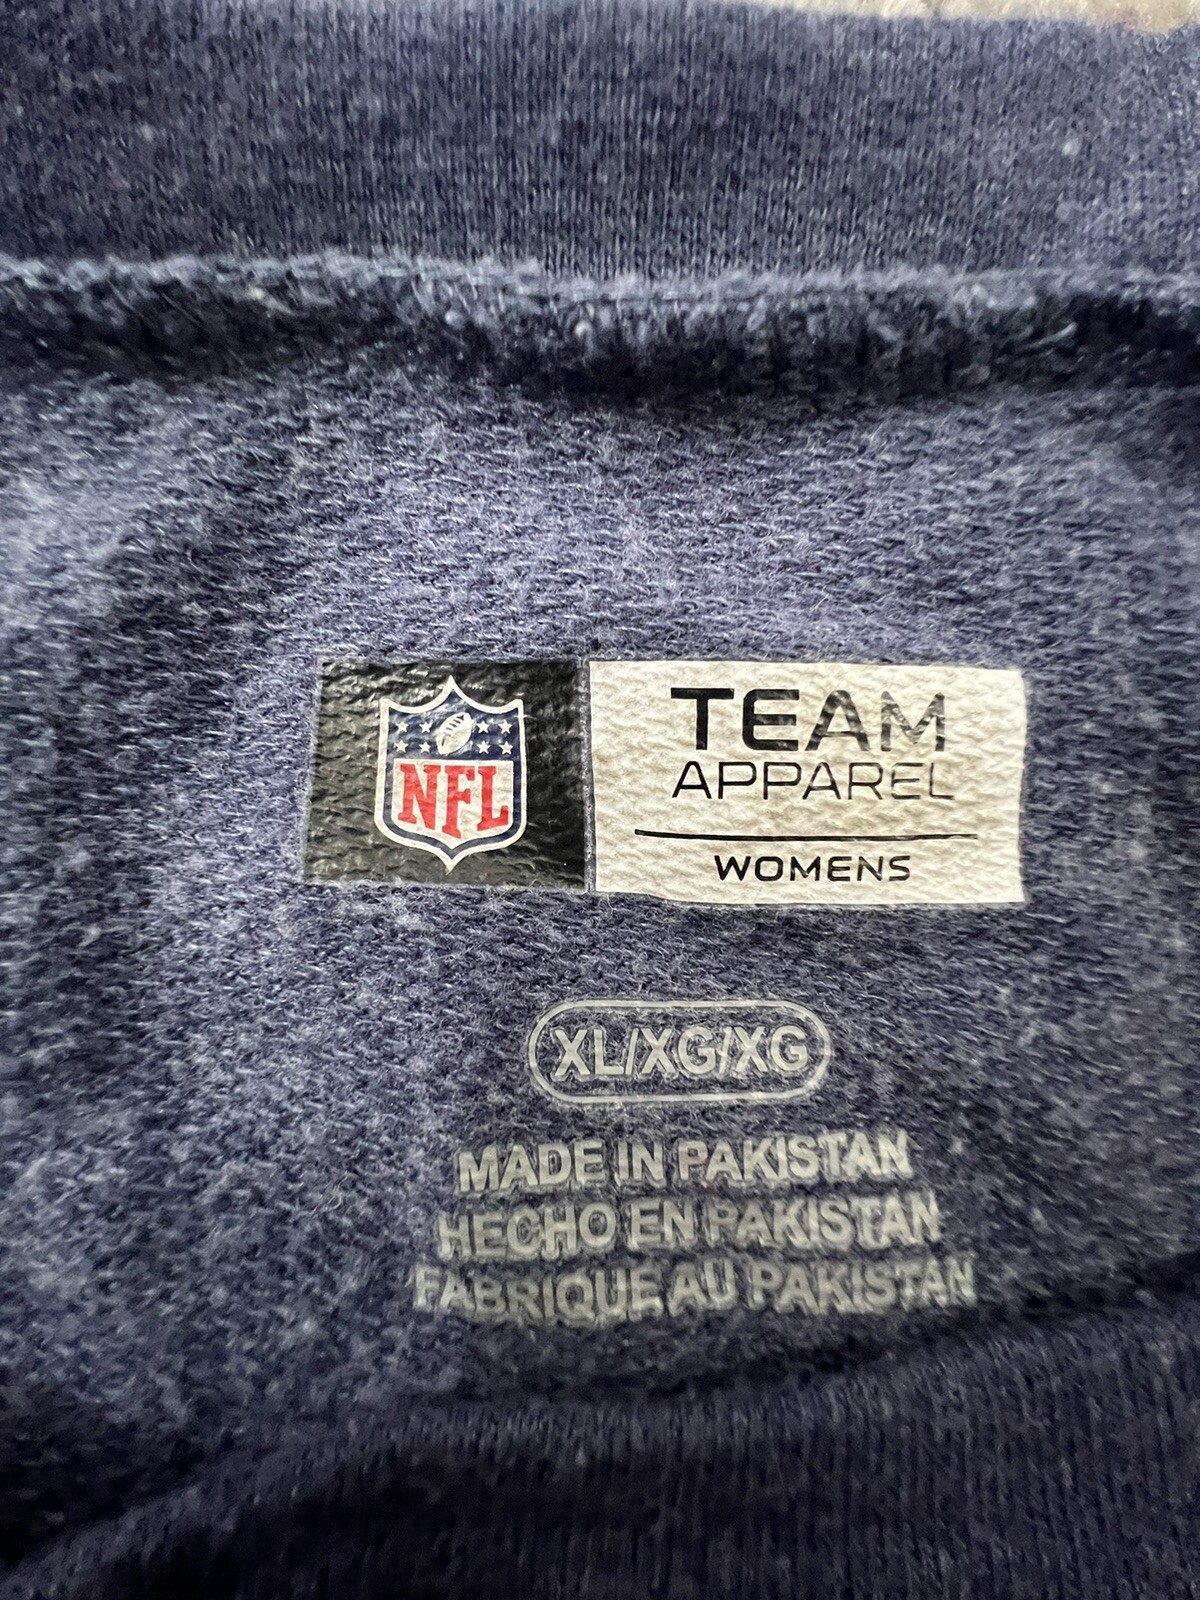 NFL
TEAM
APPAREL
WOMENS
XL/XG/XG
MADE IN PAKISTAN
HECHO EN PAKISTAN
FABRIQUE AU PAKISTAN